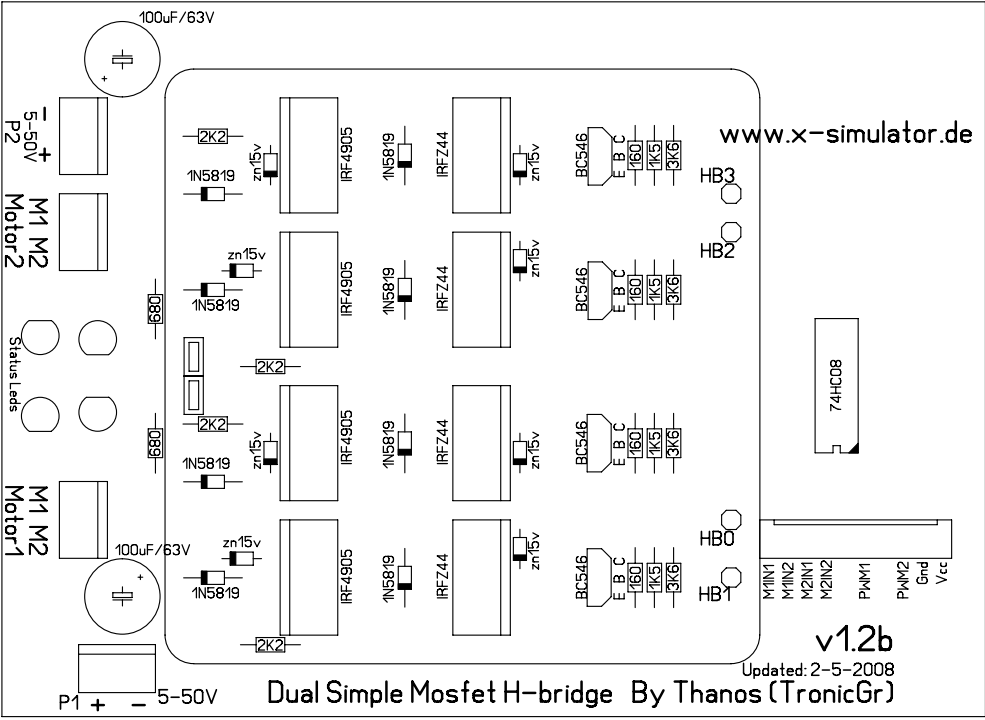 100uF/63V
-
5-50V
+
P2
M1 M2
Motor2
Status Leds
M1 M2
Motor1
100uF/63V
+
+
P1 + - 5-50V
2K2
1N5819
zn15v
IRF4905
1N5819
IRFZ44
zn15v
BC546
E B C
160
1K5
3K6
www.x-simulator.de
HB3
HB2
zn15v
1N5819
680
IRF4905
1N5819
IRFZ44
zn15v
BC546
E B C
160
1K5
3K6
2K2
74HC08
2K2
680
1N5819
zn15v
IRF4905
1N5819
IRFZ44
zn15v
BC546
E B C
160
1K5
3K6
HB0
HB1
zn15v
1N5819
IRF4905
1N5819
IRFZ44
zn15v
BC546
E B C
160
1K5
3K6
2K2
M1IN1
M1IN2
M2IN1
M2IN2
PWM1
PWM2
Gnd
Vcc
v1.2b
Updated: 2-5-2008
Dual Simple Mosfet H-bridge By Thanos (TronicGr)